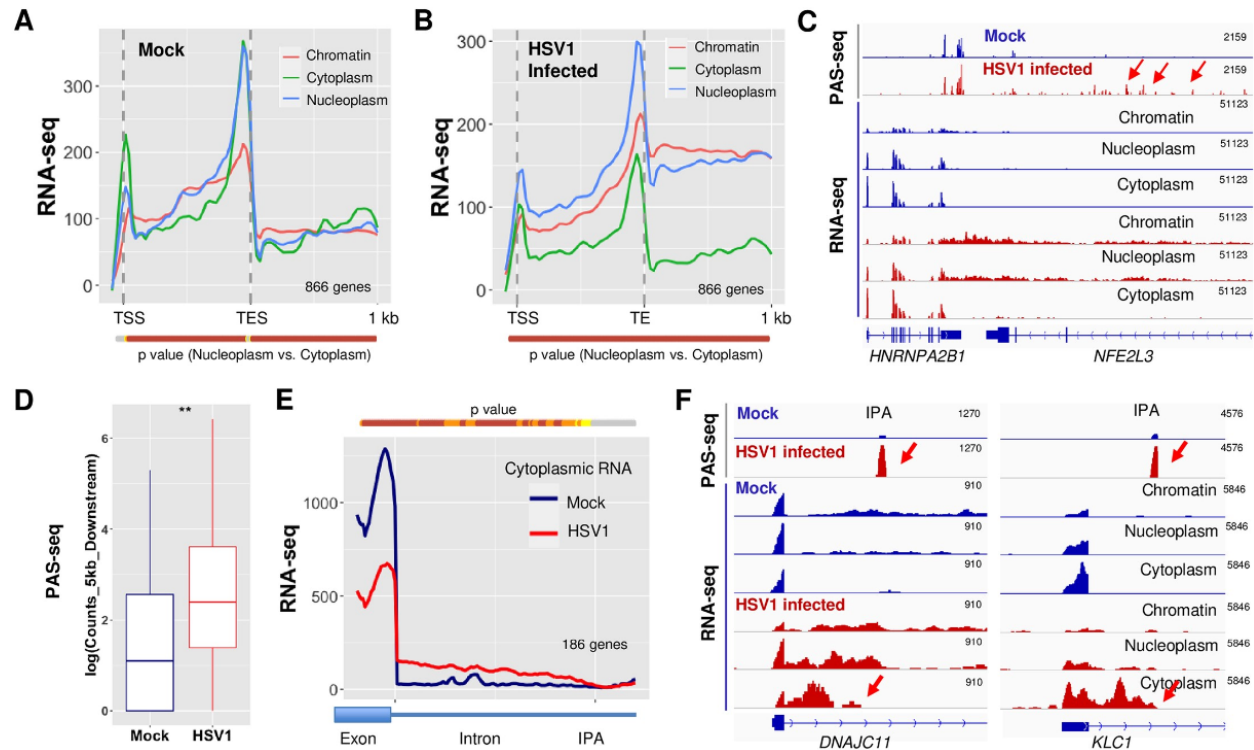 A
Mock
Chromatin
Cytoplasm
Nucleoplasm
RNA-seq
300
200
100
0
866 genes
TSS
TES
1 kb
p value (Nucleoplasm vs. Cytoplasm)
B
HSV1
Infected
Chromatin
Cytoplasm
Nucleoplasm
RNA-seq
300
200
100
0
866 genes
TSS
TE
1 kb
p value (Nucleoplasm vs. Cytoplasm)
C
PAS-seq
Mock
2159
HSV1 infected
2159
RNA-seq
51123
Chromatin
51123
Nucleoplasm
51123
Cytoplasm
51123
Chromatin
51123
Nucleoplasm
51123
Cytoplasm
HNRNPA2B1
NFE2L3
D
PAS-seq
log(Counts_5kb_Downstream)
**
6
4
2
0
Mock
HSV1
E
p value
Cytoplasmic RNA
Mock
HSV1
RNA-seq
1000
500
0
186 genes
Exon
Intron
IPA
F
PAS-seq
Mock
IPA
1270
HSV1 infected
1270
RNA-seq
Mock
910
910
910
HSV1 infected
910
910
910
DNAJC11
IPA
4576
4576
Chromatin
5846
Nucleoplasm
5846
Cytoplasm
5846
Chromatin
5846
Nucleoplasm
5846
Cytoplasm
5846
KLC1